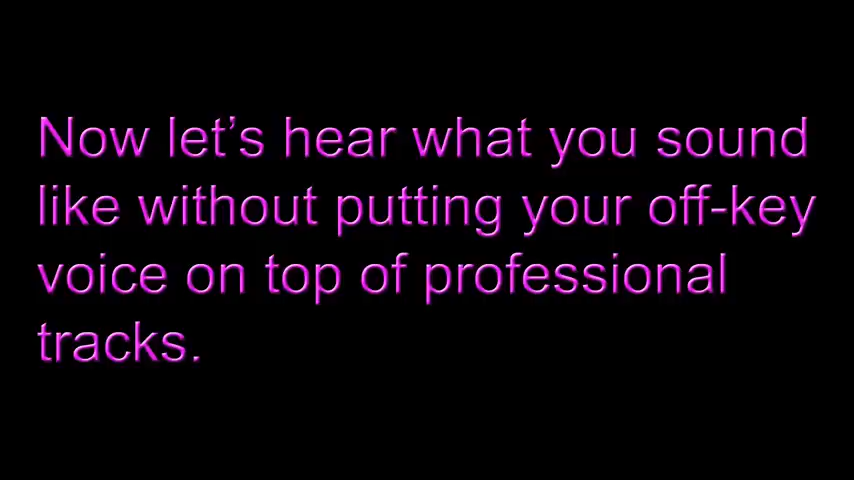 Now let’s hear what you sound
like without putting your off-key
voice on top of professional
tracks.